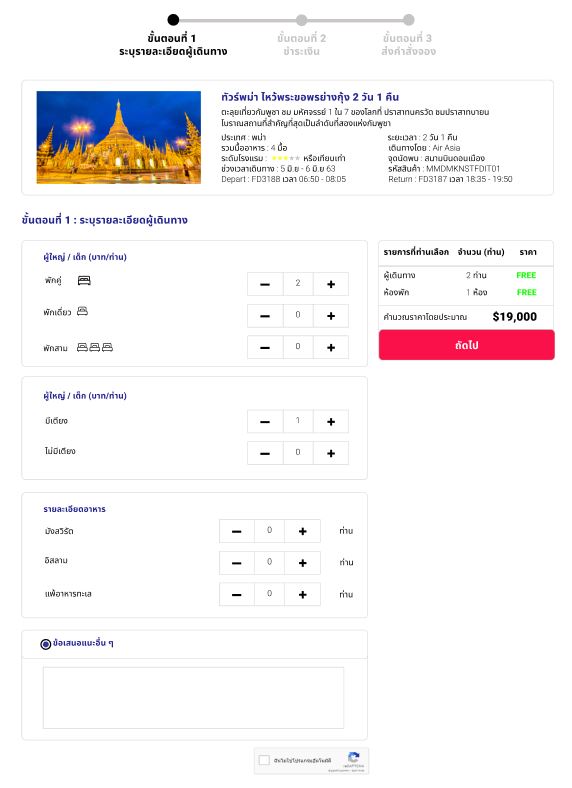 ขั้นตอนที่ 1
ระบุรายละเอียดผู้เดินทาง
ขั้นตอนที่ 2
ชำระเงิน
ขั้นตอนที่ 3
ส่งคำสั่งจอง
ทัวร์พม่า ไหว้พระขอพรย่างกุ้ง 2 วัน 1 คืน
ตะลุยเที่ยวกัมพูชา ชม มหัศจรรย์ 1 ใน 7 ของโลกที่ ปราสาทนครวัด ชมปราสาทบายน
โบราณสถานที่สำคัญที่สุดเป็นลำดับที่สองแห่งกัมพูชา
ประเทศ : พม่า
ระยะเวลา : 2 วัน 1 คืน
รวมมื้ออาหาร : 4 มื้อ
เดินทางโดย : Air Asia
ระดับโรงแรม : ★★★★★ หรือเทียบเท่า
จุดนัดพบ : สนามบินดอนเมือง
ช่วงเวลาเดินทาง : 5 มิ.ย - 6 มิ.ย 63
รหัสสินค้า : MMDMKNSTFDIT01
Depart : FD3188 เวลา 06:50 - 08:05
Return : FD3187 เวลา 18:35 - 19:50
ขั้นตอนที่ 1 : ระบุรายละเอียดผู้เดินทาง
ผู้ใหญ่ / เด็ก (บาท/ท่าน)
พักคู่ − 2 +
พักเดี่ยว − 0 +
พักสาม − 0 +
รายการที่ท่านเลือก จำนวน (ท่าน) ราคา
ผู้เดินทาง 2 ท่าน FREE
ห้องพัก 1 ห้อง FREE
คำนวณราคาโดยประมาณ $19,000
ถัดไป
ผู้ใหญ่ / เด็ก (บาท/ท่าน)
มีเตียง − 1 +
ไม่มีเตียง − 0 +
รายละเอียดอาหาร
มังสวิรัต − 0 + ท่าน
อิสลาม − 0 + ท่าน
แพ้อาหารทะเล − 0 + ท่าน
ข้อเสนอแนะอื่น ๆ
ฉันไม่ใช่โปรแกรมอัตโนมัติ
reCAPTCHA